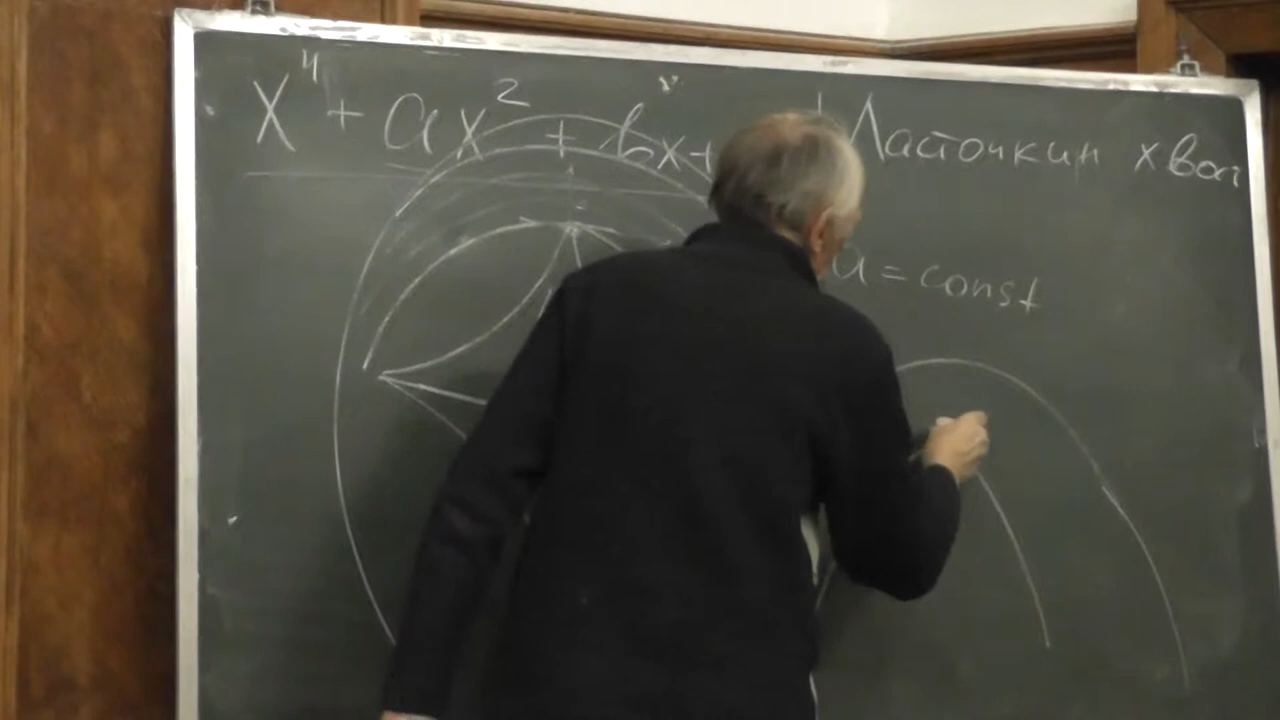 x⁴ + ax² + bx+ Ласточкин хвост
a = const